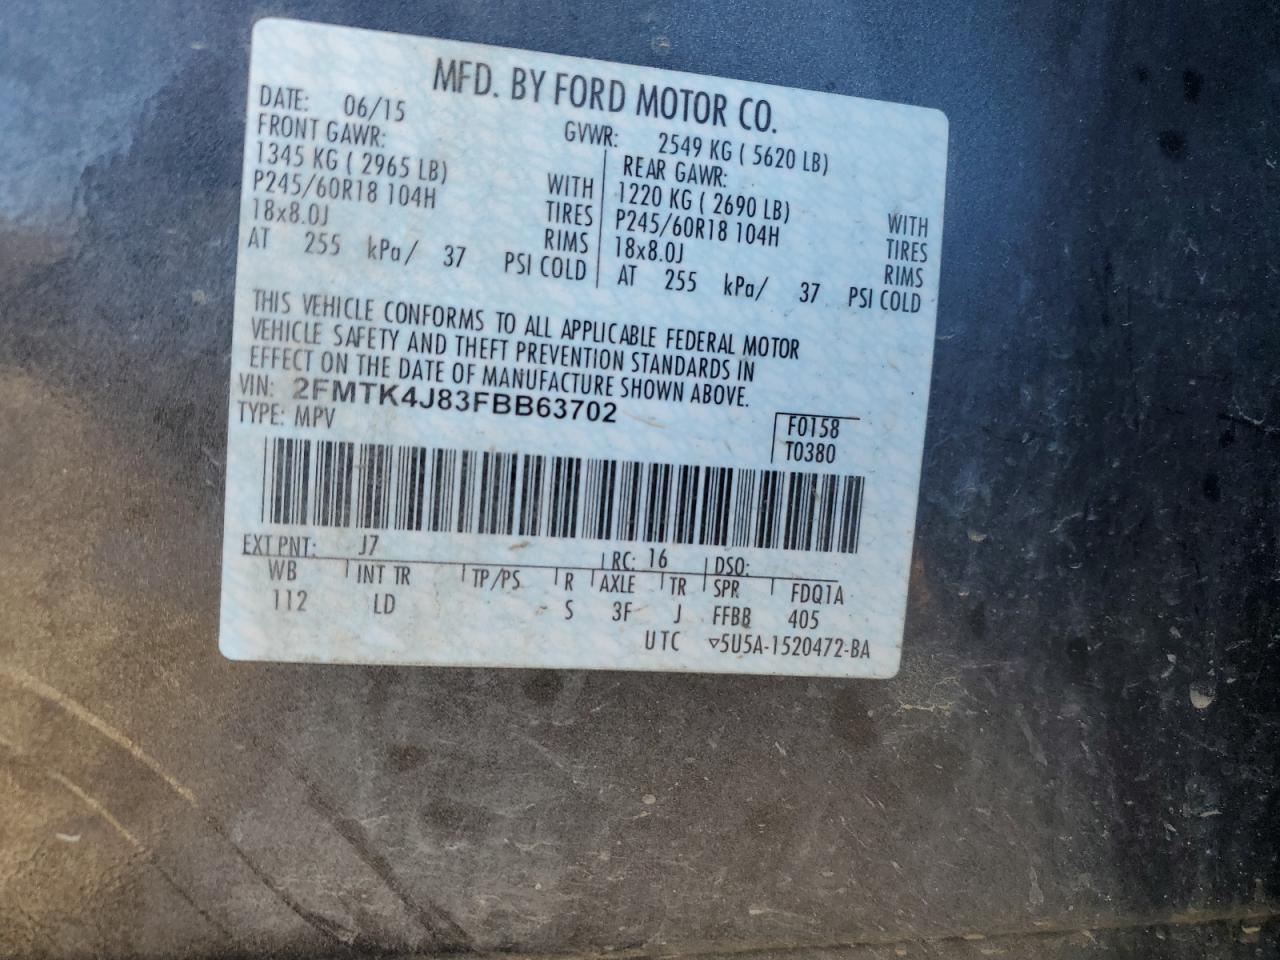 MFD. BY FORD MOTOR CO.
DATE: 06/15 GVWR: 2549 KG ( 5620 LB)
FRONT GAWR: REAR GAWR:
1345 KG ( 2965 LB) WITH 1220 KG ( 2690 LB) WITH
P245/60R18 104H TIRES P245/60R18 104H TIRES
18x8.0J RIMS 18x8.0J RIMS
AT 255 kPa/ 37 PSI COLD AT 255 kPa/ 37 PSI COLD
THIS VEHICLE CONFORMS TO ALL APPLICABLE FEDERAL MOTOR
VEHICLE SAFETY AND THEFT PREVENTION STANDARDS IN
EFFECT ON THE DATE OF MANUFACTURE SHOWN ABOVE.
VIN: 2FMTK4J83FBB63702
TYPE: MPV
F0158
T0380
EXT PNT: J7 RC: 16 DSO:
WB INT TR TP/PS R AXLE TR SPR FDQ1A
112 LD S 3F J FFBB 405
UTC ▽5U5A-1520472-BA